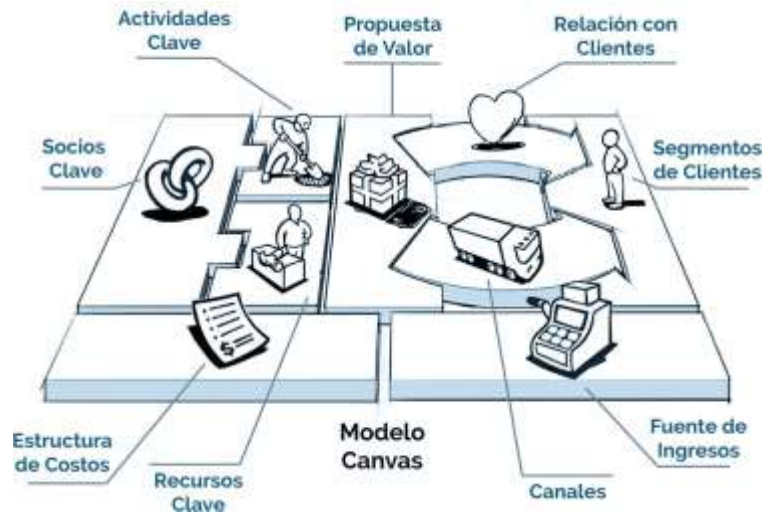 Actividades
Clave
Propuesta
de Valor
Relación con
Clientes
Socios
Clave
Segmentos
de Clientes
Estructura
de Costos
Recursos
Clave
Modelo
Canvas
Canales
Fuente de
Ingresos